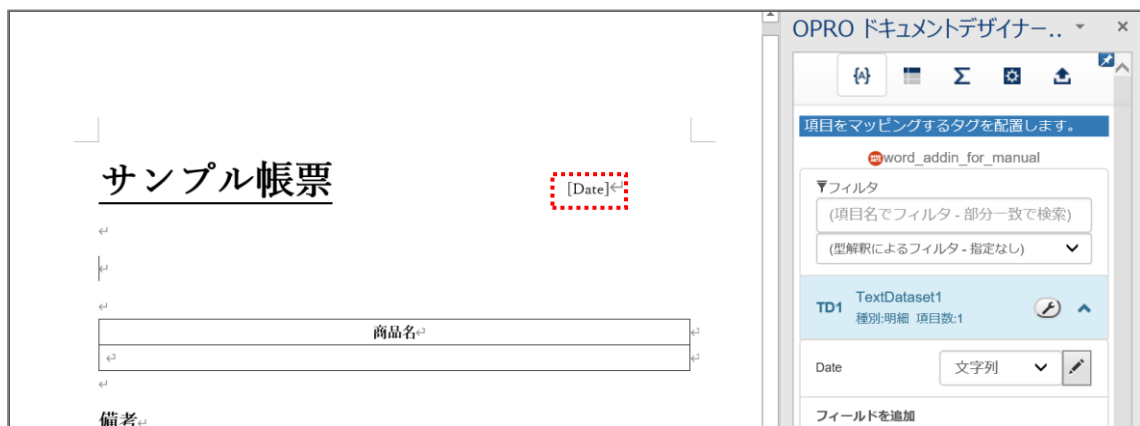 OPRO ドキュメントデザイナー..
{A}
項目をマッピングするタグを配置します。
word_addin_for_manual
フィルタ
(項目名でフィルタ - 部分一致で検索)
(型解釈によるフィルタ - 指定なし)
TD1
TextDataset1
種別:明細 項目数:1
Date
文字列
フィールドを追加
サンプル帳票
[Date]
商品名
備考